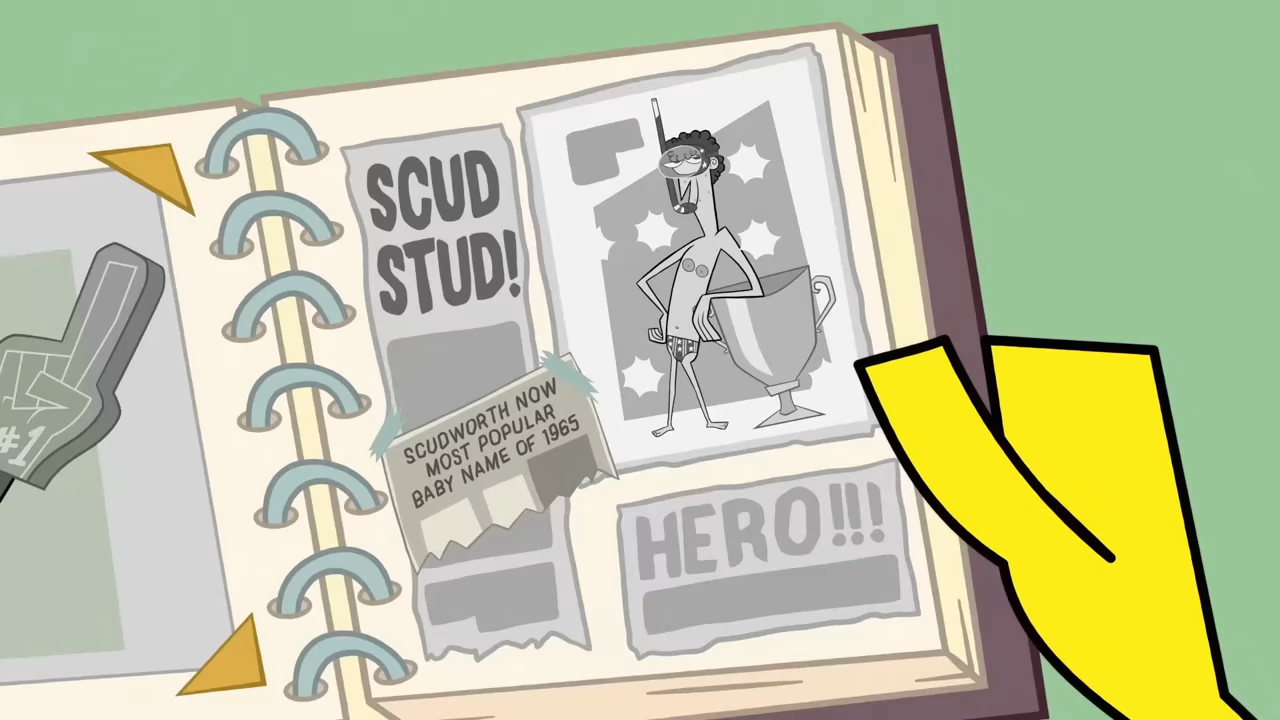 #1
SCUD
STUD!
SCUDWORTH NOW
MOST POPULAR
BABY NAME OF 1965
HERO!!!